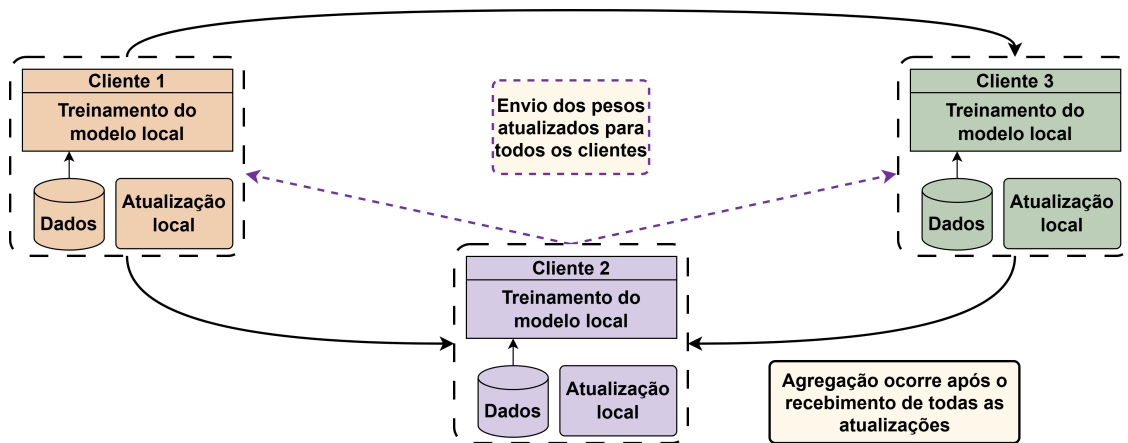 Cliente 1
Treinamento do
modelo local
Dados
Atualização
local
Envio dos pesos
atualizados para
todos os clientes
Cliente 3
Treinamento do
modelo local
Dados
Atualização
local
Cliente 2
Treinamento do
modelo local
Dados
Atualização
local
Agregação ocorre após o
recebimento de todas as
atualizações